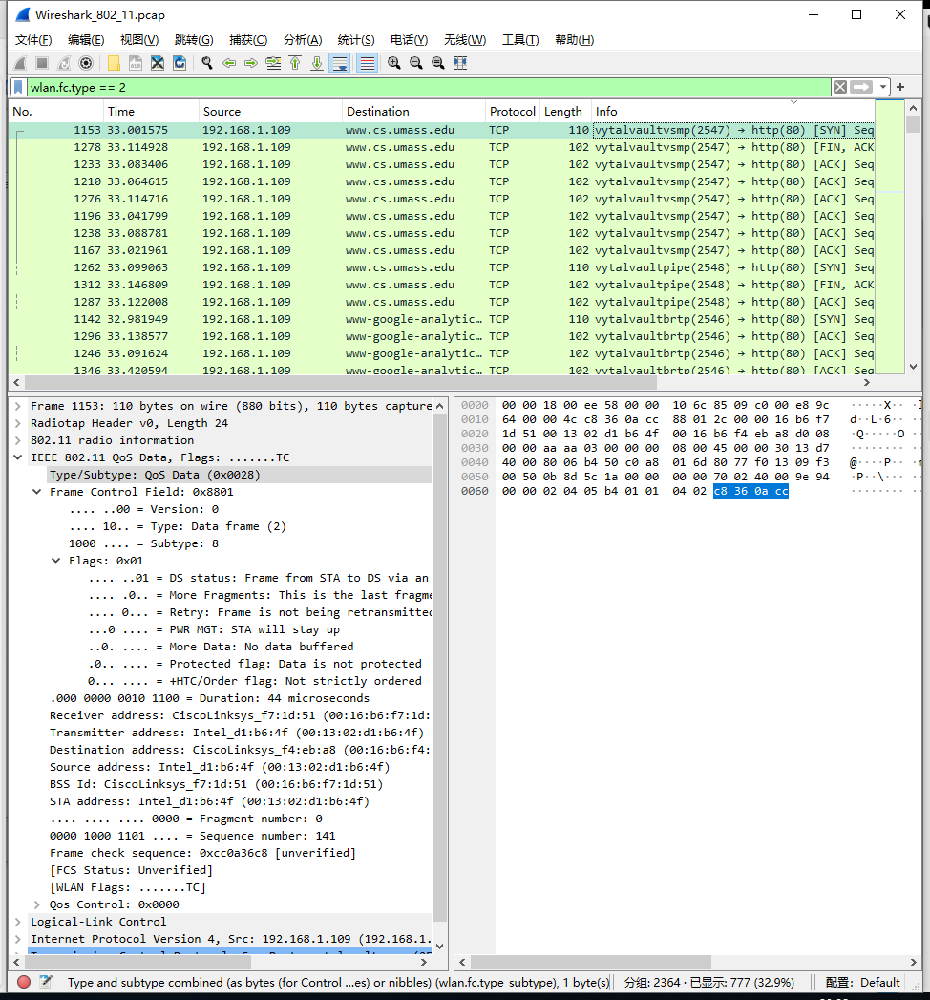 Wireshark_802_11.pcap
文件(F) 编辑(E) 视图(V) 跳转(G) 捕获(C) 分析(A) 统计(S) 电话(Y) 无线(W) 工具(T) 帮助(H)
wlan.fc.type == 2
No. Time Source Destination Protocol Length Info
1153 33.001575 192.168.1.109 www.cs.umass.edu TCP 110 vytalvaultvsmp(2547) → http(80) [SYN] Seq
1278 33.114928 192.168.1.109 www.cs.umass.edu TCP 102 vytalvaultvsmp(2547) → http(80) [FIN, ACK
1233 33.083406 192.168.1.109 www.cs.umass.edu TCP 102 vytalvaultvsmp(2547) → http(80) [ACK] Seq
1210 33.064615 192.168.1.109 www.cs.umass.edu TCP 102 vytalvaultvsmp(2547) → http(80) [ACK] Seq
1276 33.114716 192.168.1.109 www.cs.umass.edu TCP 102 vytalvaultvsmp(2547) → http(80) [ACK] Seq
1196 33.041799 192.168.1.109 www.cs.umass.edu TCP 102 vytalvaultvsmp(2547) → http(80) [ACK] Seq
1238 33.088781 192.168.1.109 www.cs.umass.edu TCP 102 vytalvaultvsmp(2547) → http(80) [ACK] Seq
1167 33.021961 192.168.1.109 www.cs.umass.edu TCP 102 vytalvaultvsmp(2547) → http(80) [ACK] Seq
1262 33.099063 192.168.1.109 www.cs.umass.edu TCP 110 vytalvaultpipe(2548) → http(80) [SYN] Seq
1312 33.146809 192.168.1.109 www.cs.umass.edu TCP 102 vytalvaultpipe(2548) → http(80) [FIN, ACK
1287 33.122008 192.168.1.109 www.cs.umass.edu TCP 102 vytalvaultpipe(2548) → http(80) [ACK] Seq
1142 32.981949 192.168.1.109 www-google-analytic… TCP 110 vytalvaultbrtp(2546) → http(80) [SYN] Seq
1296 33.138577 192.168.1.109 www-google-analytic… TCP 102 vytalvaultbrtp(2546) → http(80) [ACK] Seq
1246 33.091624 192.168.1.109 www-google-analytic… TCP 102 vytalvaultbrtp(2546) → http(80) [ACK] Seq
1346 33.420594 192.168.1.109 www-google-analytic… TCP 102 vytalvaultbrtp(2546) → http(80) [ACK] Seq
Frame 1153: 110 bytes on wire (880 bits), 110 bytes capture
Radiotap Header v0, Length 24
802.11 radio information
IEEE 802.11 QoS Data, Flags: .......TC
Type/Subtype: QoS Data (0x0028)
Frame Control Field: 0x8801
.... ..00 = Version: 0
.... 10.. = Type: Data frame (2)
1000 .... = Subtype: 8
Flags: 0x01
.... ..01 = DS status: Frame from STA to DS via an
.... .0.. = More Fragments: This is the last fragme
.... 0... = Retry: Frame is not being retransmitted
...0 .... = PWR MGT: STA will stay up
..0. .... = More Data: No data buffered
.0.. .... = Protected flag: Data is not protected
0... .... = +HTC/Order flag: Not strictly ordered
.000 0000 0010 1100 = Duration: 44 microseconds
Receiver address: CiscoLinksys_f7:1d:51 (00:16:b6:f7:1d:
Transmitter address: Intel_d1:b6:4f (00:13:02:d1:b6:4f)
Destination address: CiscoLinksys_f4:eb:a8 (00:16:b6:f4:
Source address: Intel_d1:b6:4f (00:13:02:d1:b6:4f)
BSS Id: CiscoLinksys_f7:1d:51 (00:16:b6:f7:1d:51)
STA address: Intel_d1:b6:4f (00:13:02:d1:b6:4f)
.... .... .... 0000 = Fragment number: 0
0000 1000 1101 .... = Sequence number: 141
Frame check sequence: 0xcc0a36c8 [unverified]
[FCS Status: Unverified]
[WLAN Flags: .......TC]
Qos Control: 0x0000
Logical-Link Control
Internet Protocol Version 4, Src: 192.168.1.109 (192.168.1.
0000 00 00 18 00 ee 58 00 00 10 6c 85 09 c0 00 e8 9c ·····X·· ·l
0010 64 00 00 4c c8 36 0a cc 88 01 2c 00 00 16 b6 f7 d··L·6··
0020 1d 51 00 13 02 d1 b6 4f 00 16 b6 f4 eb a8 d0 08 ·Q·····O
0030 00 00 aa aa 03 00 00 00 08 00 45 00 00 30 13 d7 ········
0040 40 00 80 06 b4 50 c0 a8 01 6d 80 77 f0 13 09 f3 @····P·· ·m
0050 00 50 0b 8d 5c 1a 00 00 00 00 70 02 40 00 9e 94 ·P··\···
0060 00 00 02 04 05 b4 01 01 04 02 c8 36 0a cc ········
Type and subtype combined (as bytes (for Control …es) or nibbles) (wlan.fc.type_subtype), 1 byte(s) 分组: 2364 · 已显示: 777 (32.9%) 配置: Default